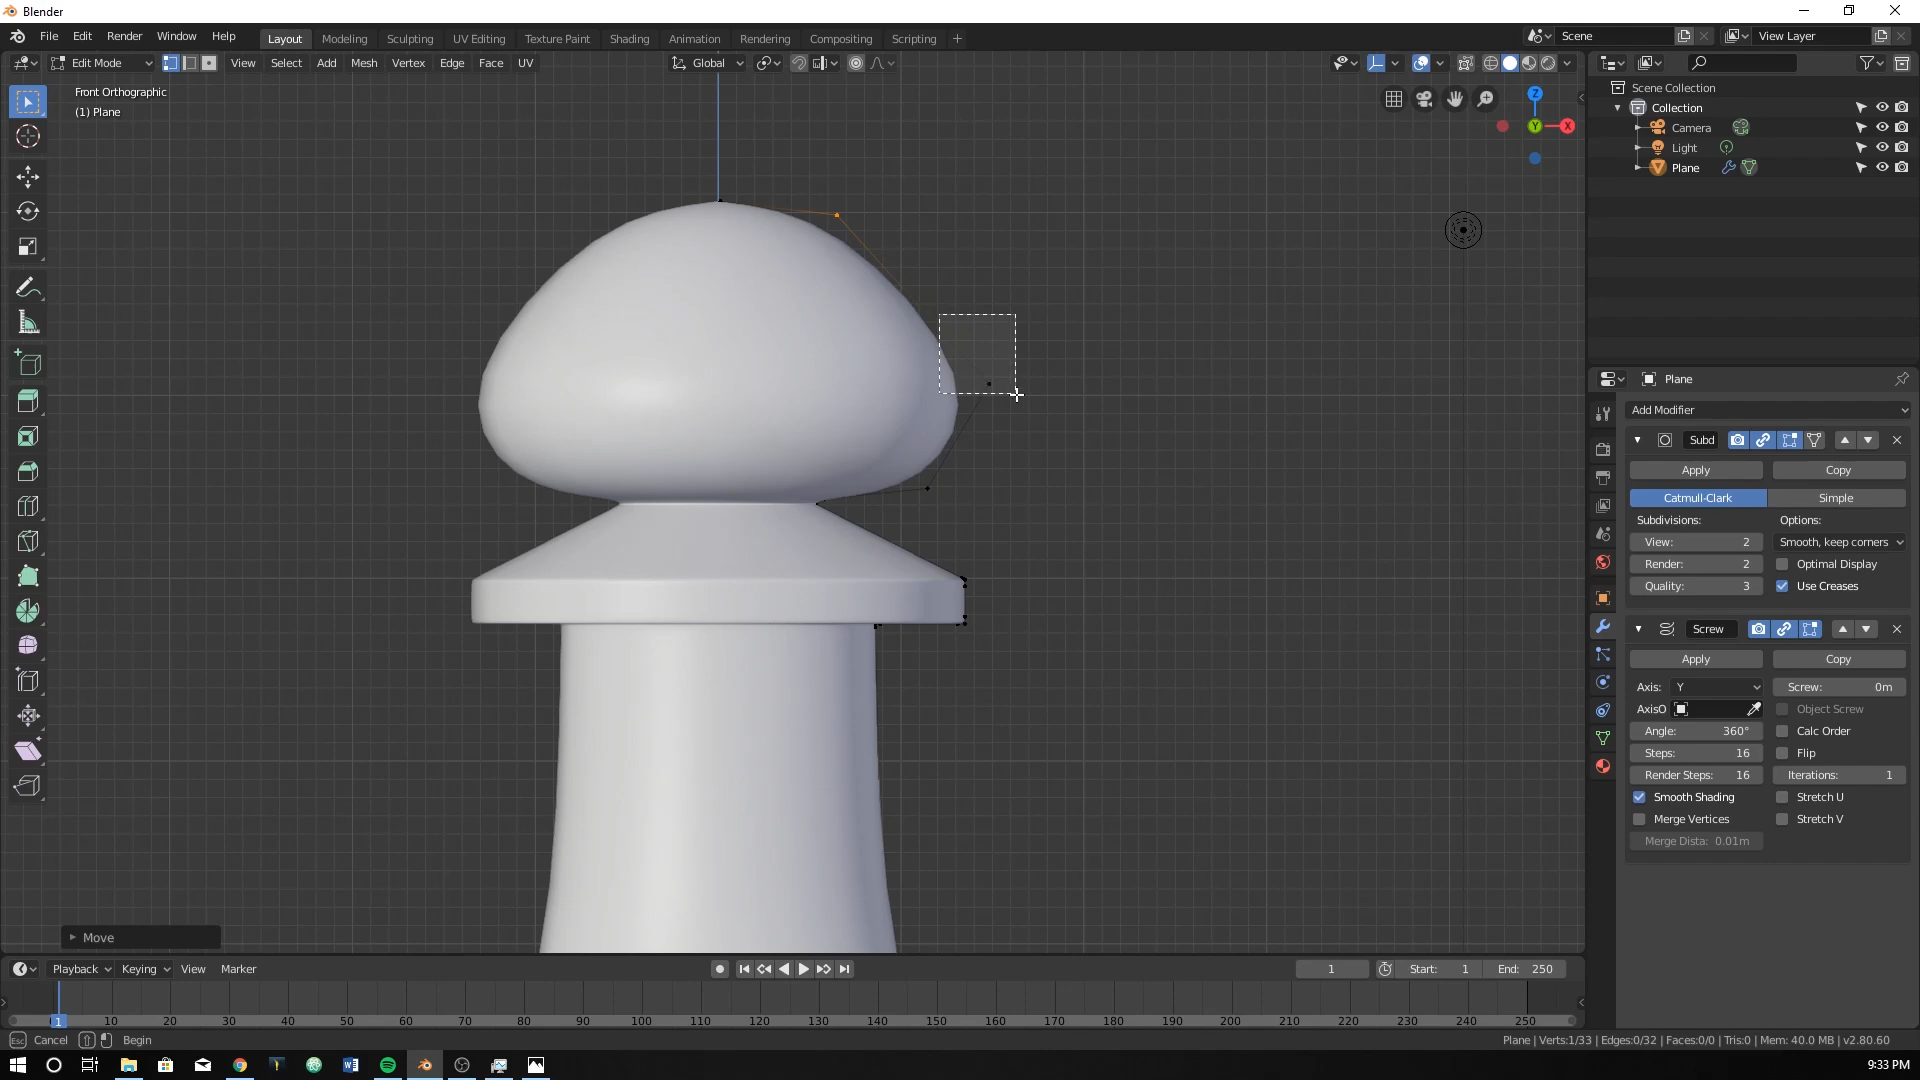 Blender
File Edit Render Window Help Layout Modeling Sculpting UV Editing Texture Paint Shading Animation Rendering Compositing Scripting + Scene View Layer
Edit Mode View Select Add Mesh Vertex Edge Face UV Global
Front Orthographic
(1) Plane
Z
Y
X
Scene Collection
Collection
Camera
Light
Plane
Plane
Add Modifier
Subd
Apply Copy
Catmull-Clark Simple
Subdivisions: Options:
View: 2 Smooth, keep corners
Render: 2 Optimal Display
Quality: 3 Use Creases
Screw
Apply Copy
Axis: Y Screw: 0m
AxisO Object Screw
Angle: 360° Calc Order
Steps: 16 Flip
Render Steps: 16 Iterations: 1
Smooth Shading Stretch U
Merge Vertices Stretch V
Merge Dista: 0.01m
Move
Playback Keying View Marker 1 Start: 1 End: 250
1 10 20 30 40 50 60 70 80 90 100 110 120 130 140 150 160 170 180 190 200 210 220 230 240 250
Esc Cancel Begin Plane | Verts:1/33 | Edges:0/32 | Faces:0/0 | Tris:0 | Mem: 40.0 MB | v2.80.60
9:33 PM